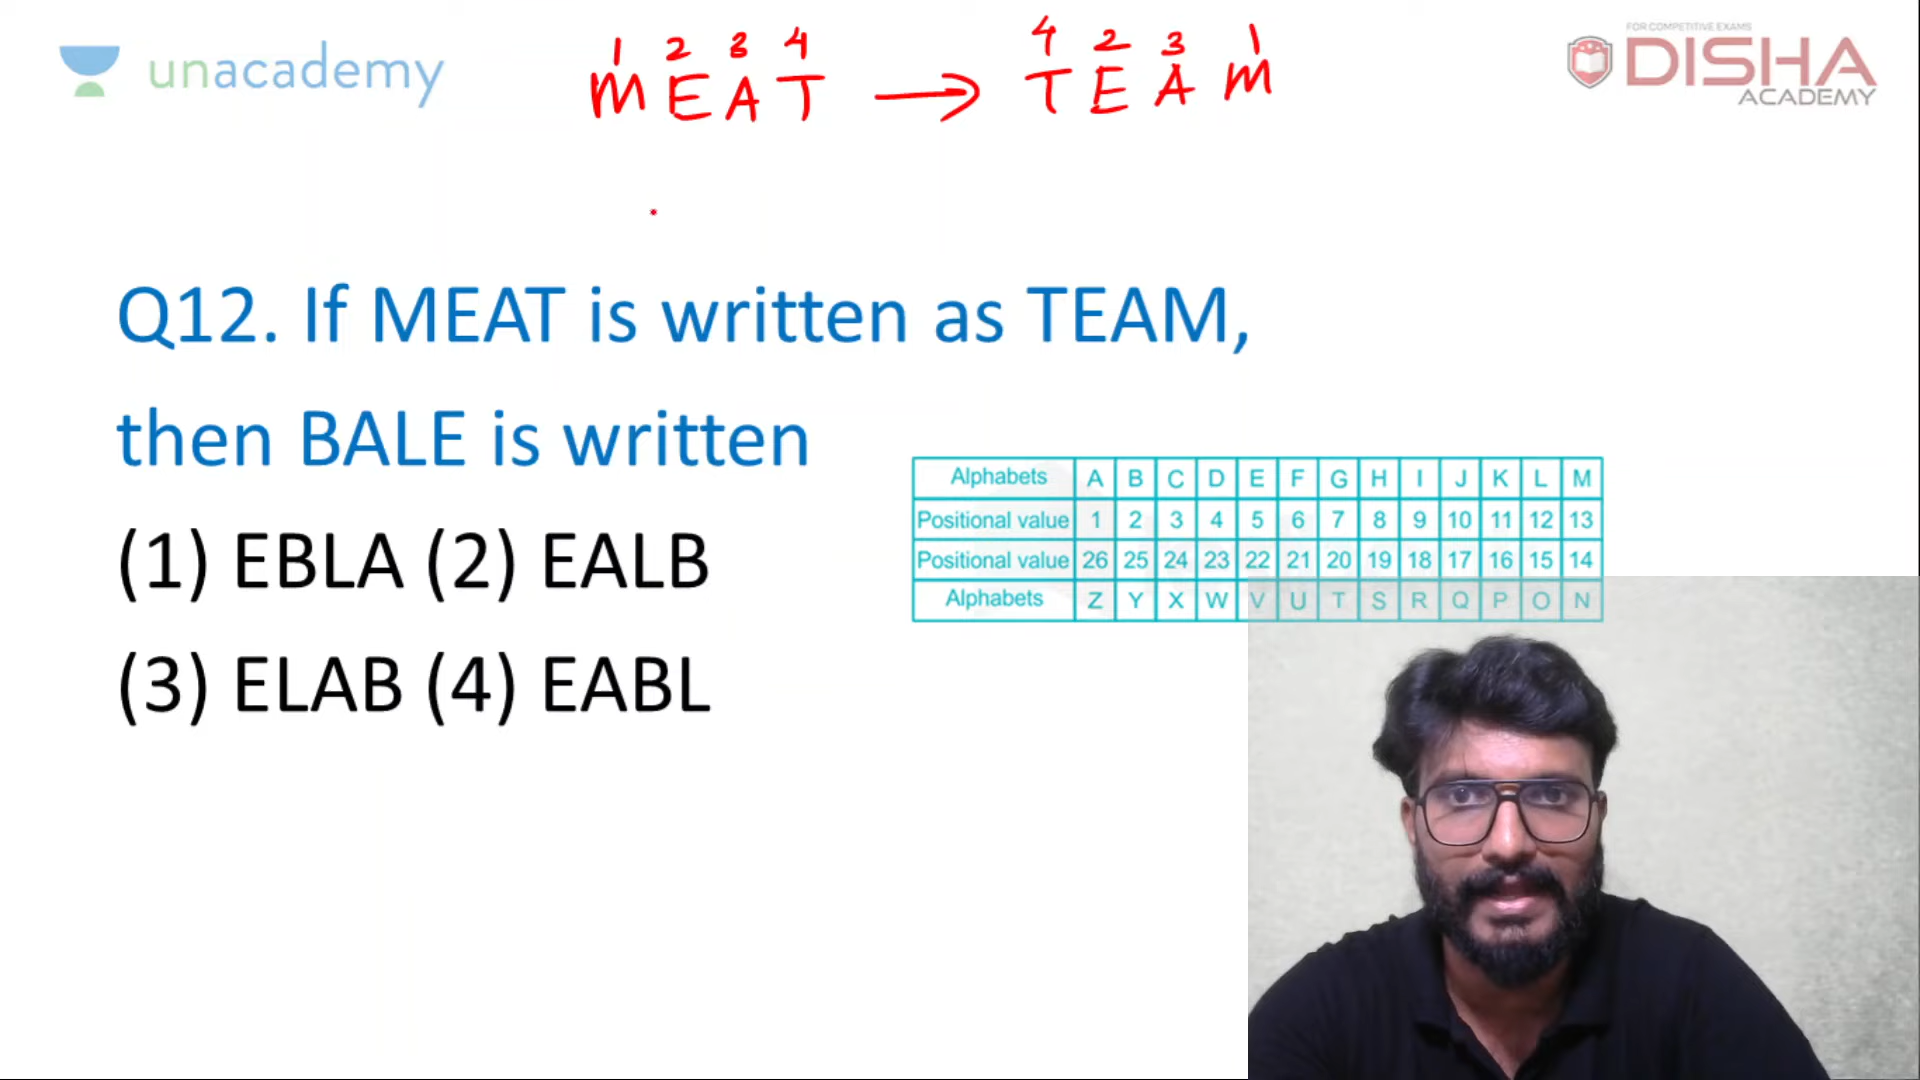 unacademy
1 2 3 4
MEAT → TEAM
4 2 3 1
FOR COMPETITIVE EXAMS
DISHA
ACADEMY
Q12. If MEAT is written as TEAM,
then BALE is written
(1) EBLA (2) EALB
(3) ELAB (4) EABL
Alphabets A B C D E F G H I J K L M
Positional value 1 2 3 4 5 6 7 8 9 10 11 12 13
Positional value 26 25 24 23 22 21 20 19 18 17 16 15 14
Alphabets Z Y X W V U T S R Q P O N